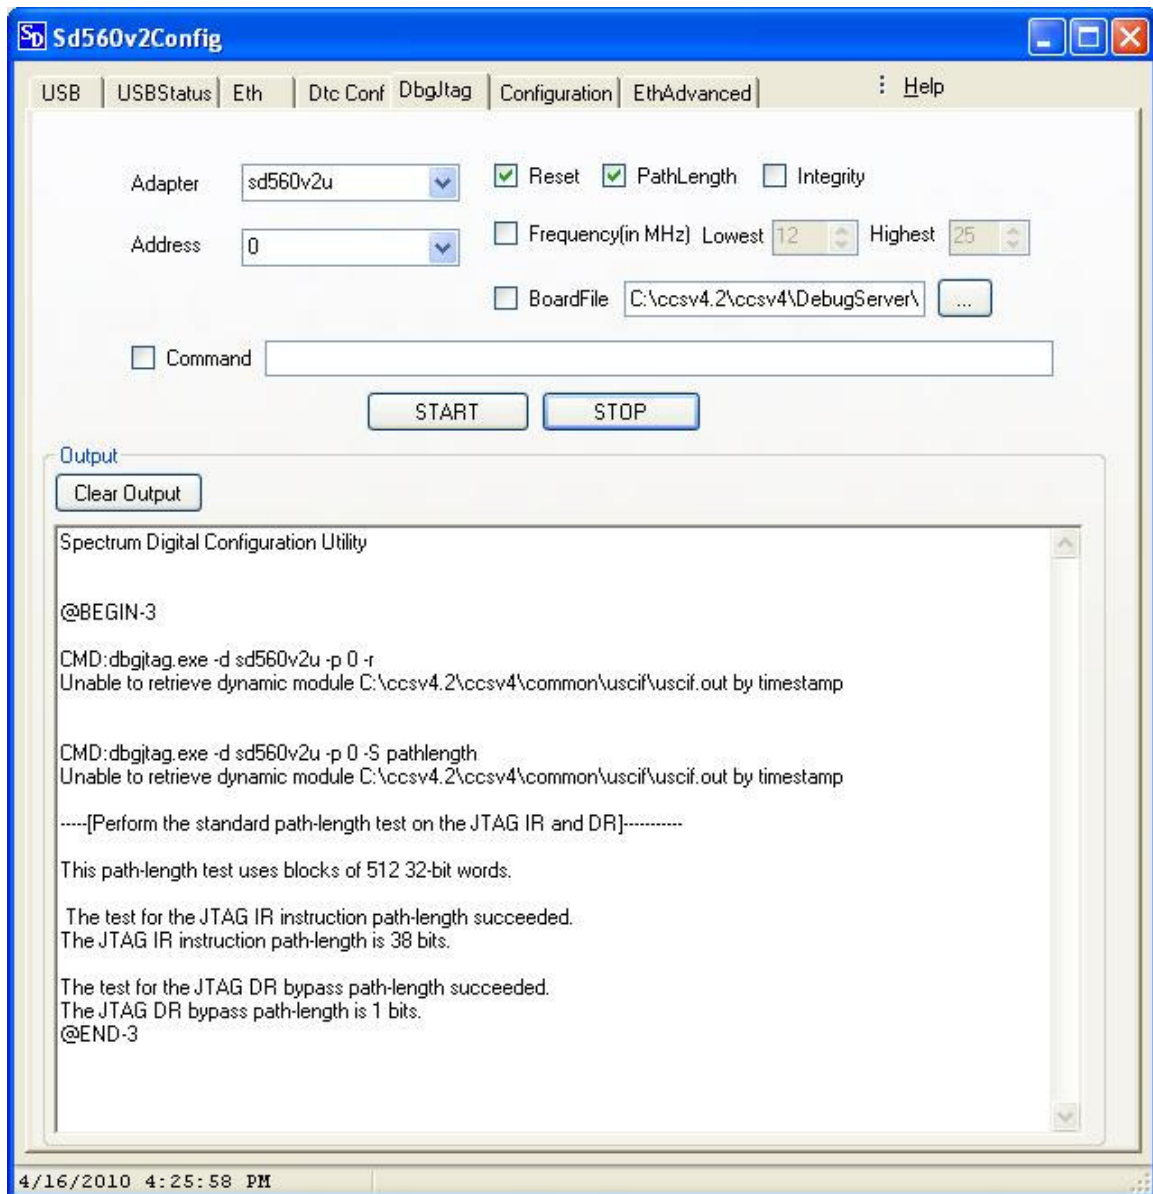 SD Sd560v2Config
USB USBStatus Eth Dtc Conf DbgJtag Configuration EthAdvanced Help
Adapter sd560v2u Reset PathLength Integrity
Address 0 Frequency(in MHz) Lowest 12 Highest 25
BoardFile C:\ccsv4.2\ccsv4\DebugServer\ ...
Command
START STOP
Output
Clear Output
Spectrum Digital Configuration Utility
@BEGIN-3
CMD:dbgjtag.exe -d sd560v2u -p 0 -r
Unable to retrieve dynamic module C:\ccsv4.2\ccsv4\common\uscif\uscif.out by timestamp
CMD:dbgjtag.exe -d sd560v2u -p 0 -S pathlength
Unable to retrieve dynamic module C:\ccsv4.2\ccsv4\common\uscif\uscif.out by timestamp
-----[Perform the standard path-length test on the JTAG IR and DR]-----------
This path-length test uses blocks of 512 32-bit words.
The test for the JTAG IR instruction path-length succeeded.
The JTAG IR instruction path-length is 38 bits.
The test for the JTAG DR bypass path-length succeeded.
The JTAG DR bypass path-length is 1 bits.
@END-3
4/16/2010 4:25:58 PM